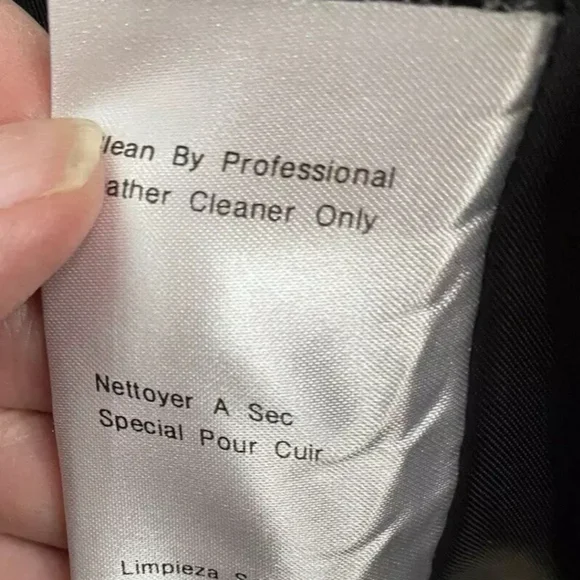 lean By Professional
ather Cleaner Only
Nettoyer A Sec
Special Pour Cuir
Limpieza S